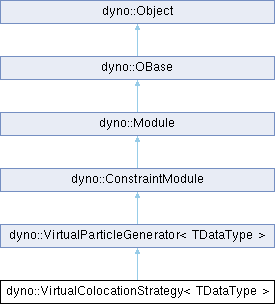 dyno::Object
dyno::OBase
dyno::Module
dyno::ConstraintModule
dyno::VirtualParticleGenerator< TDataType >
dyno::VirtualColocationStrategy< TDataType >